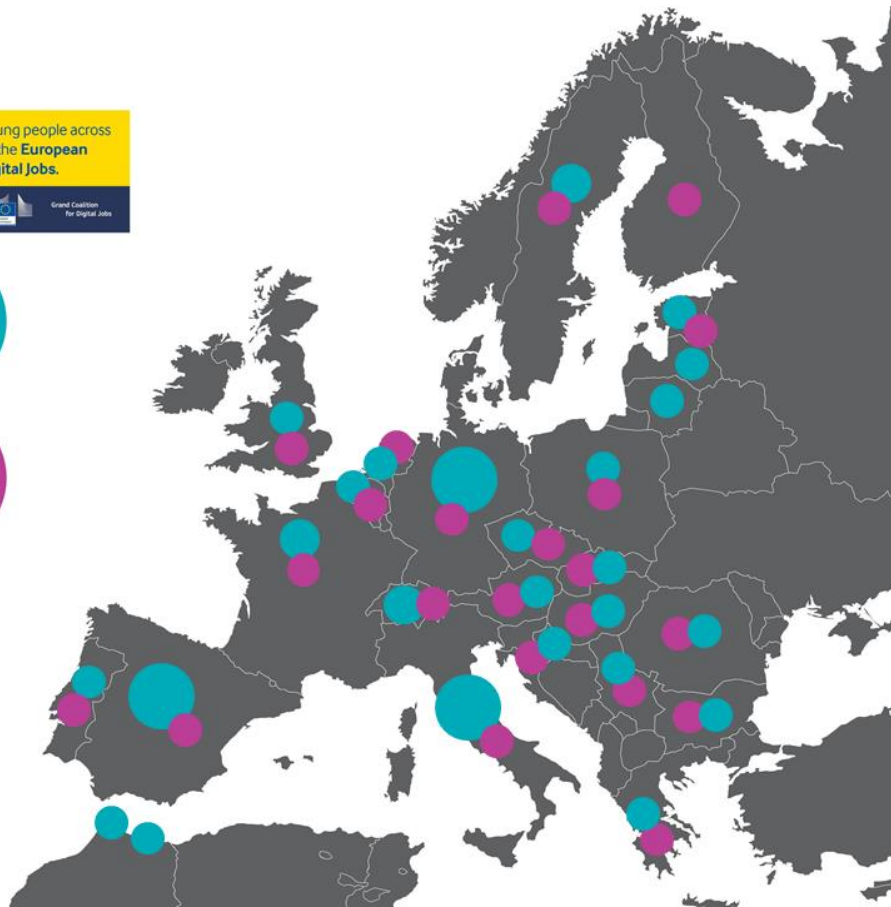 ung people across
the European
ital Jobs.
Grand Coalition
for Digital Jobs